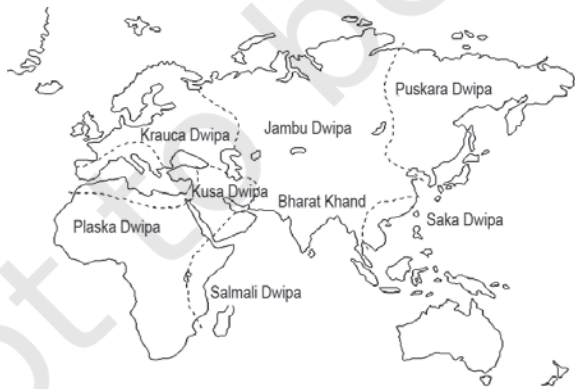 Puskara Dwipa
Krauca Dwipa
Jambu Dwipa
Kusa Dwipa
Bharat Khand
Plaska Dwipa
Saka Dwipa
Salmali Dwipa